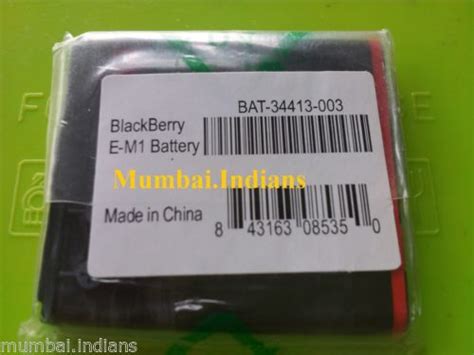 BAT-34413-003
BlackBerry
E-M1 Battery
Mumbai.Indians
Made in China
8 43163 08535 0
mumbai.indians